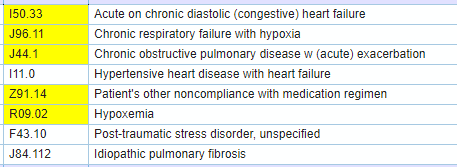 I50.33 Acute on chronic diastolic (congestive) heart failure
J96.11 Chronic respiratory failure with hypoxia
J44.1 Chronic obstructive pulmonary disease w (acute) exacerbation
I11.0 Hypertensive heart disease with heart failure
Z91.14 Patient's other noncompliance with medication regimen
R09.02 Hypoxemia
F43.10 Post-traumatic stress disorder, unspecified
J84.112 Idiopathic pulmonary fibrosis